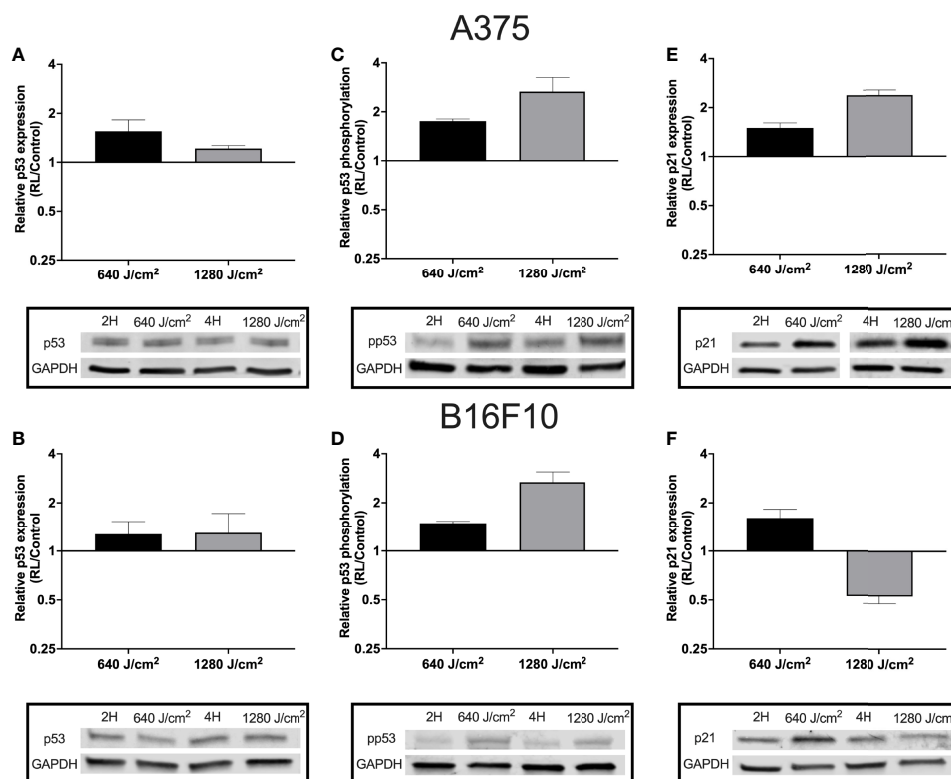 A375
A
Relative p53 expression
(RL/Control)
4
2
1
0.5
0.25
640 J/cm²
1280 J/cm²
2H 640 J/cm² 4H 1280 J/cm²
p53
GAPDH
C
Relative p53 phosphorylation
(RL/Control)
4
2
1
0.5
0.25
640 J/cm²
1280 J/cm²
2H 640 J/cm² 4H 1280 J/cm²
pp53
GAPDH
E
Relative p21 expression
(RL/Control)
4
2
1
0.5
0.25
640 J/cm²
1280 J/cm²
2H 640 J/cm² 4H 1280 J/cm²
p21
GAPDH
B16F10
B
Relative p53 expression
(RL/Control
4
2
1
0.5
0.25
640 J/cm²
1280 J/cm²
2H 640 J/cm² 4H 1280 J/cm²
p53
GAPDH
D
Relative p53 phosphorylation
(RL/Control)
4
2
1
0.5
0.25
640 J/cm²
1280 J/cm²
2H 640 J/cm² 4H 1280 J/cm²
pp53
GAPDH
F
Relative p21 expression
(RL/Control)
4
2
1
0.5
0.25
640 J/cm²
1280 J/cm²
2H 640 J/cm² 4H 1280 J/cm²
p21
GAPDH